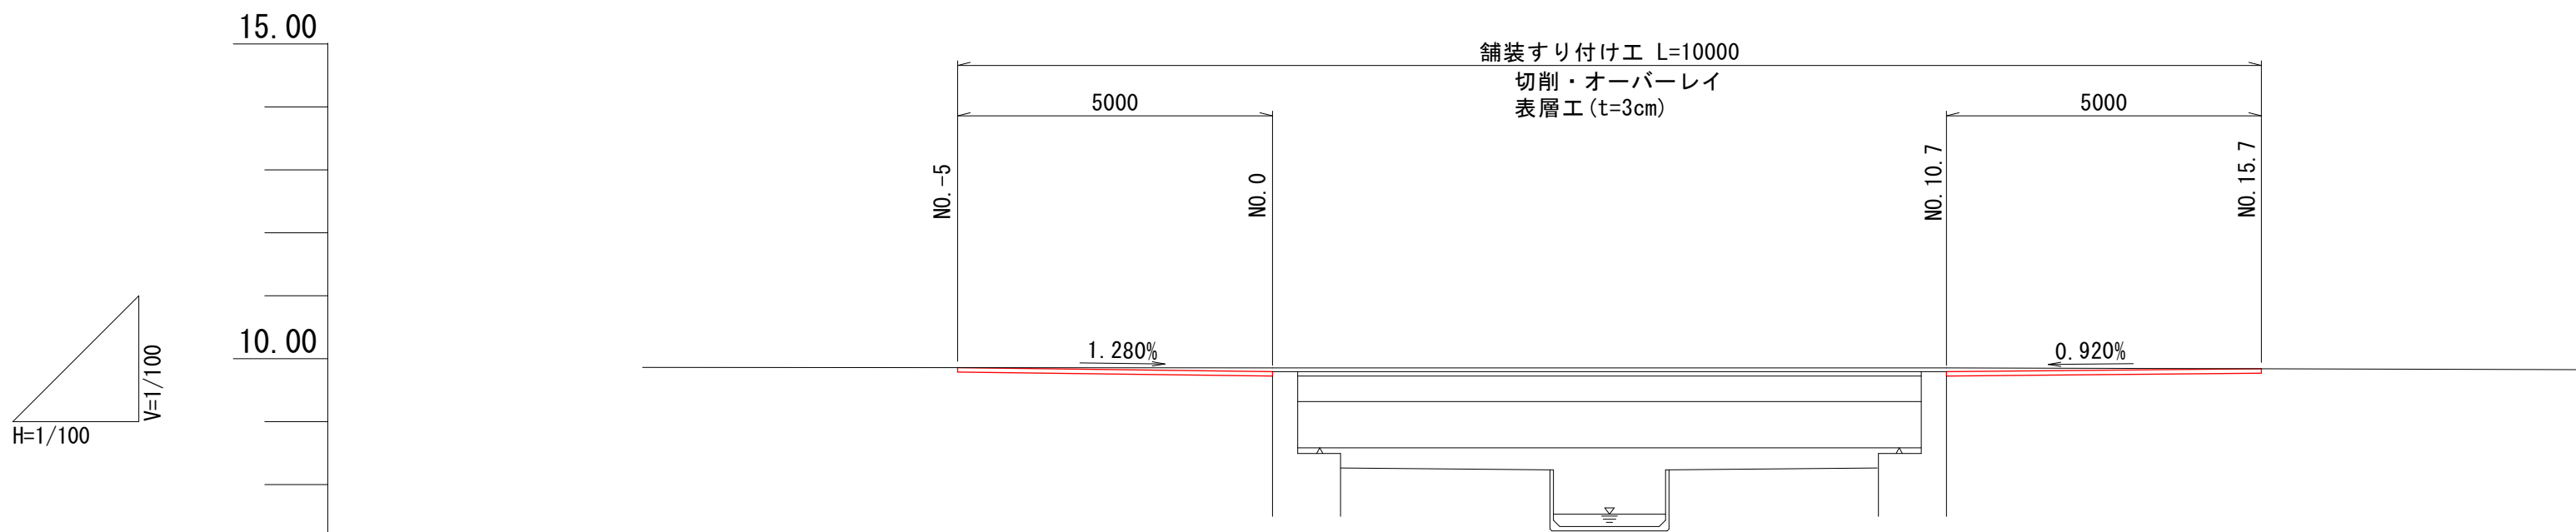 15.00
舗装すり付け工 L=10000
切削・オーバーレイ
表層工(t=3cm)
5000
5000
NO.-5
NO.0
NO.10.7
NO.15.7
10.00
1.280%
0.920%
V=1/100
H=1/100